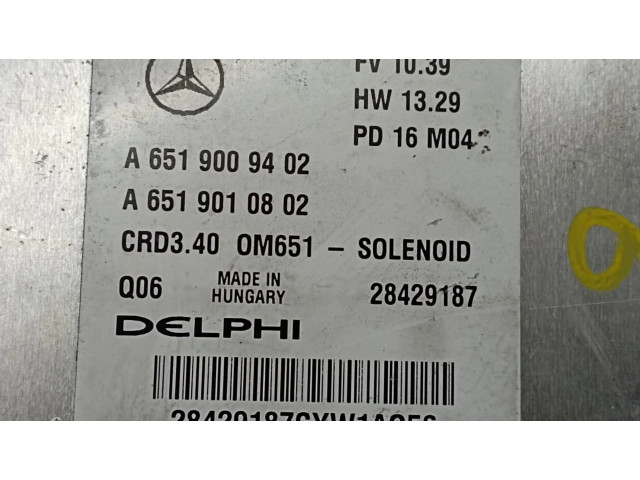 FV 10.39
HW 13.29
PD 16 M04
A 651 900 94 02
A 651 901 08 02
CRD3.40 OM651 – SOLENOID
Q06 MADE IN HUNGARY 28429187
DELPHI